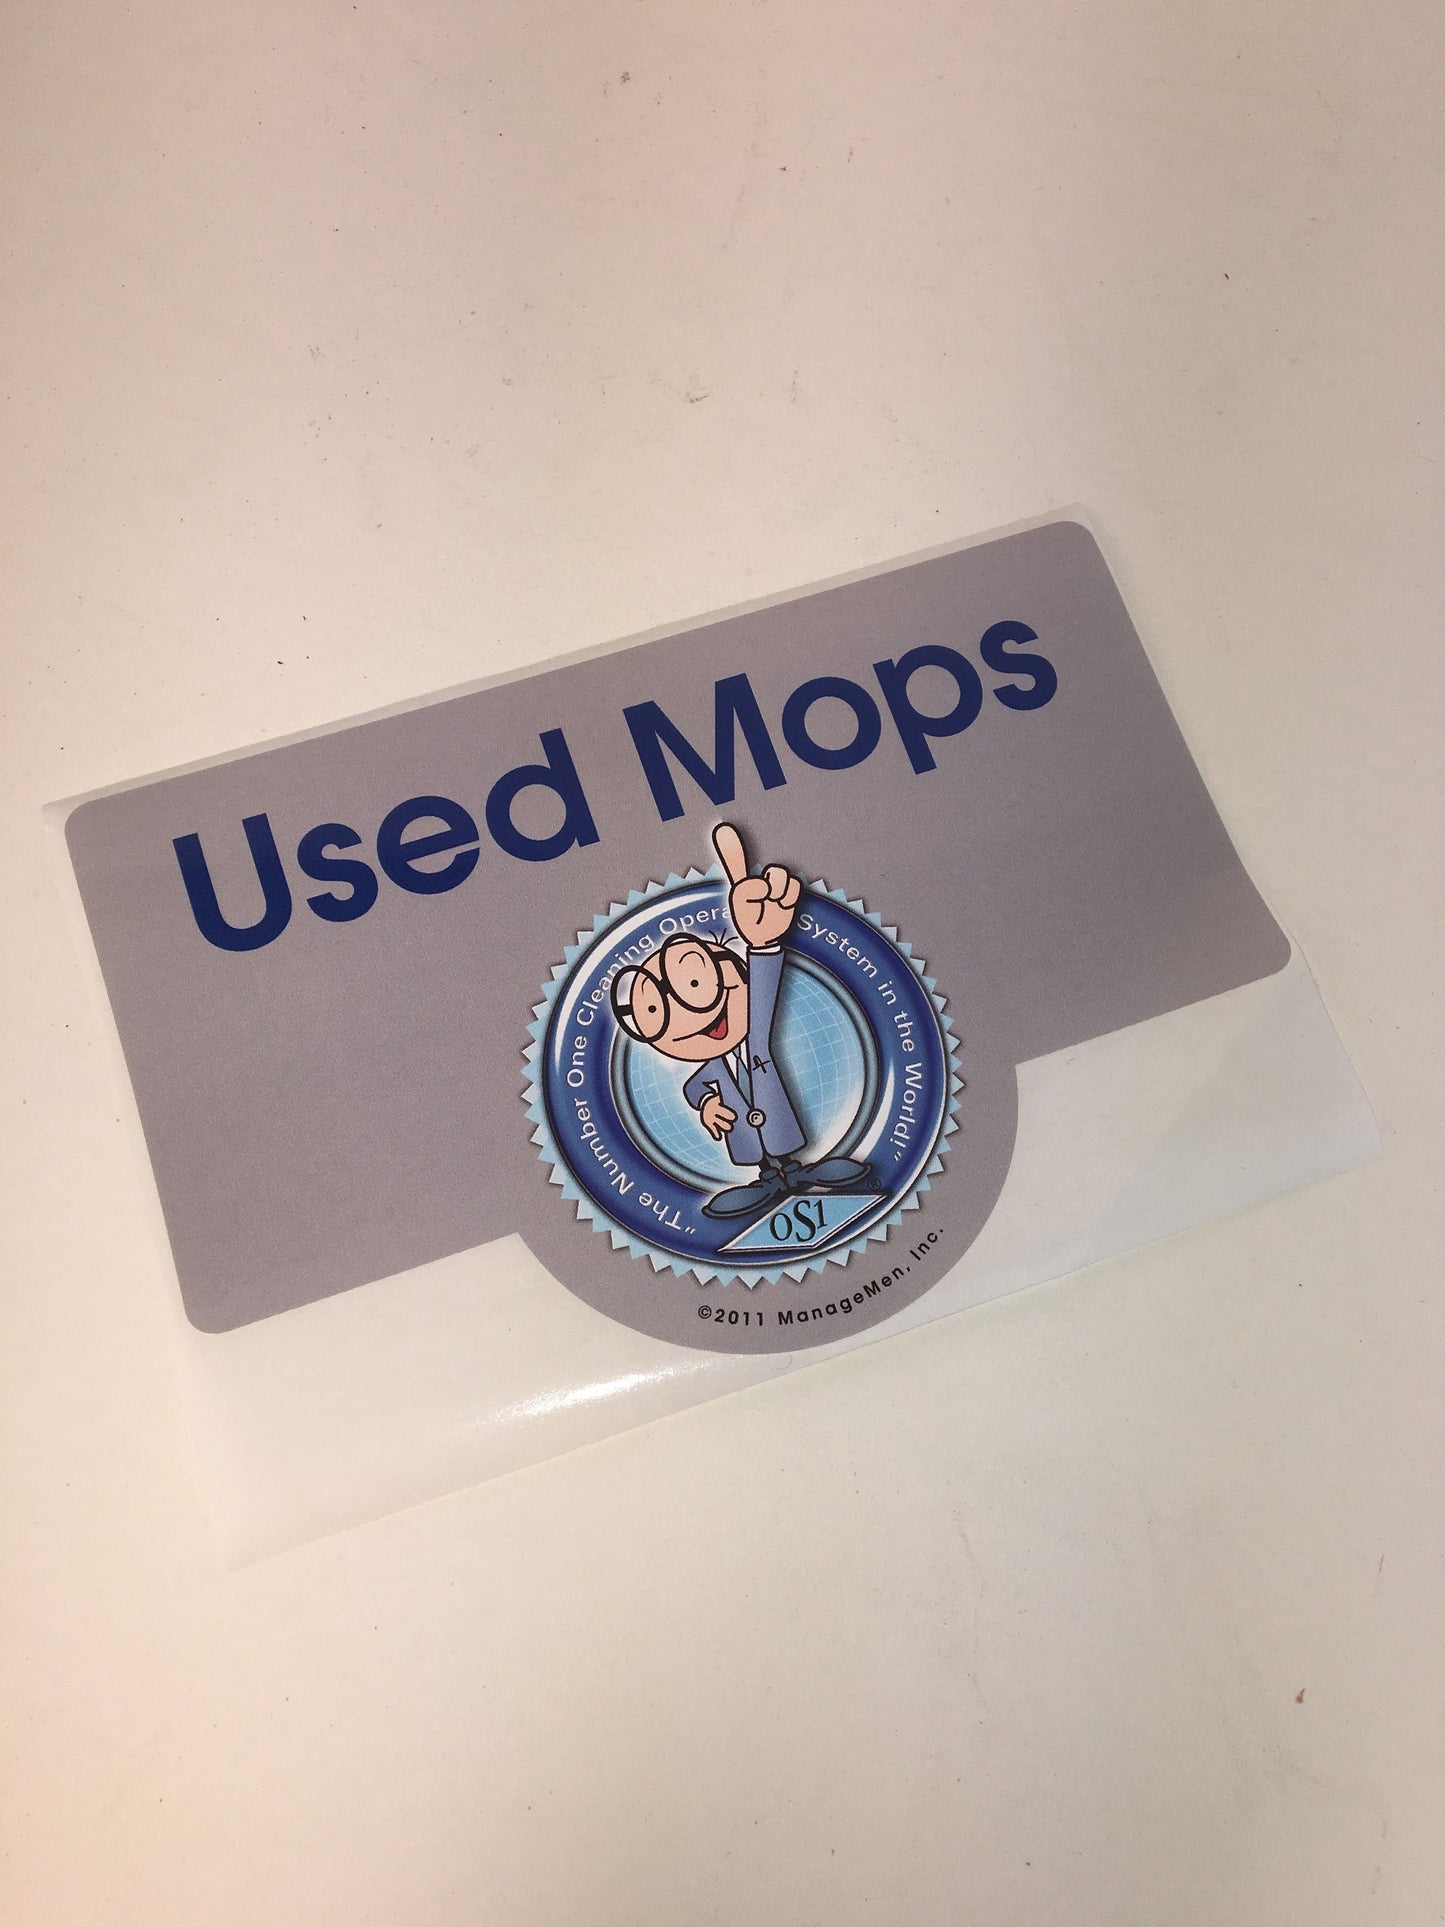 Used Mops
"The Number One Cleaning Opera System in the World!"
OS1
®
©2011 ManageMen, Inc.